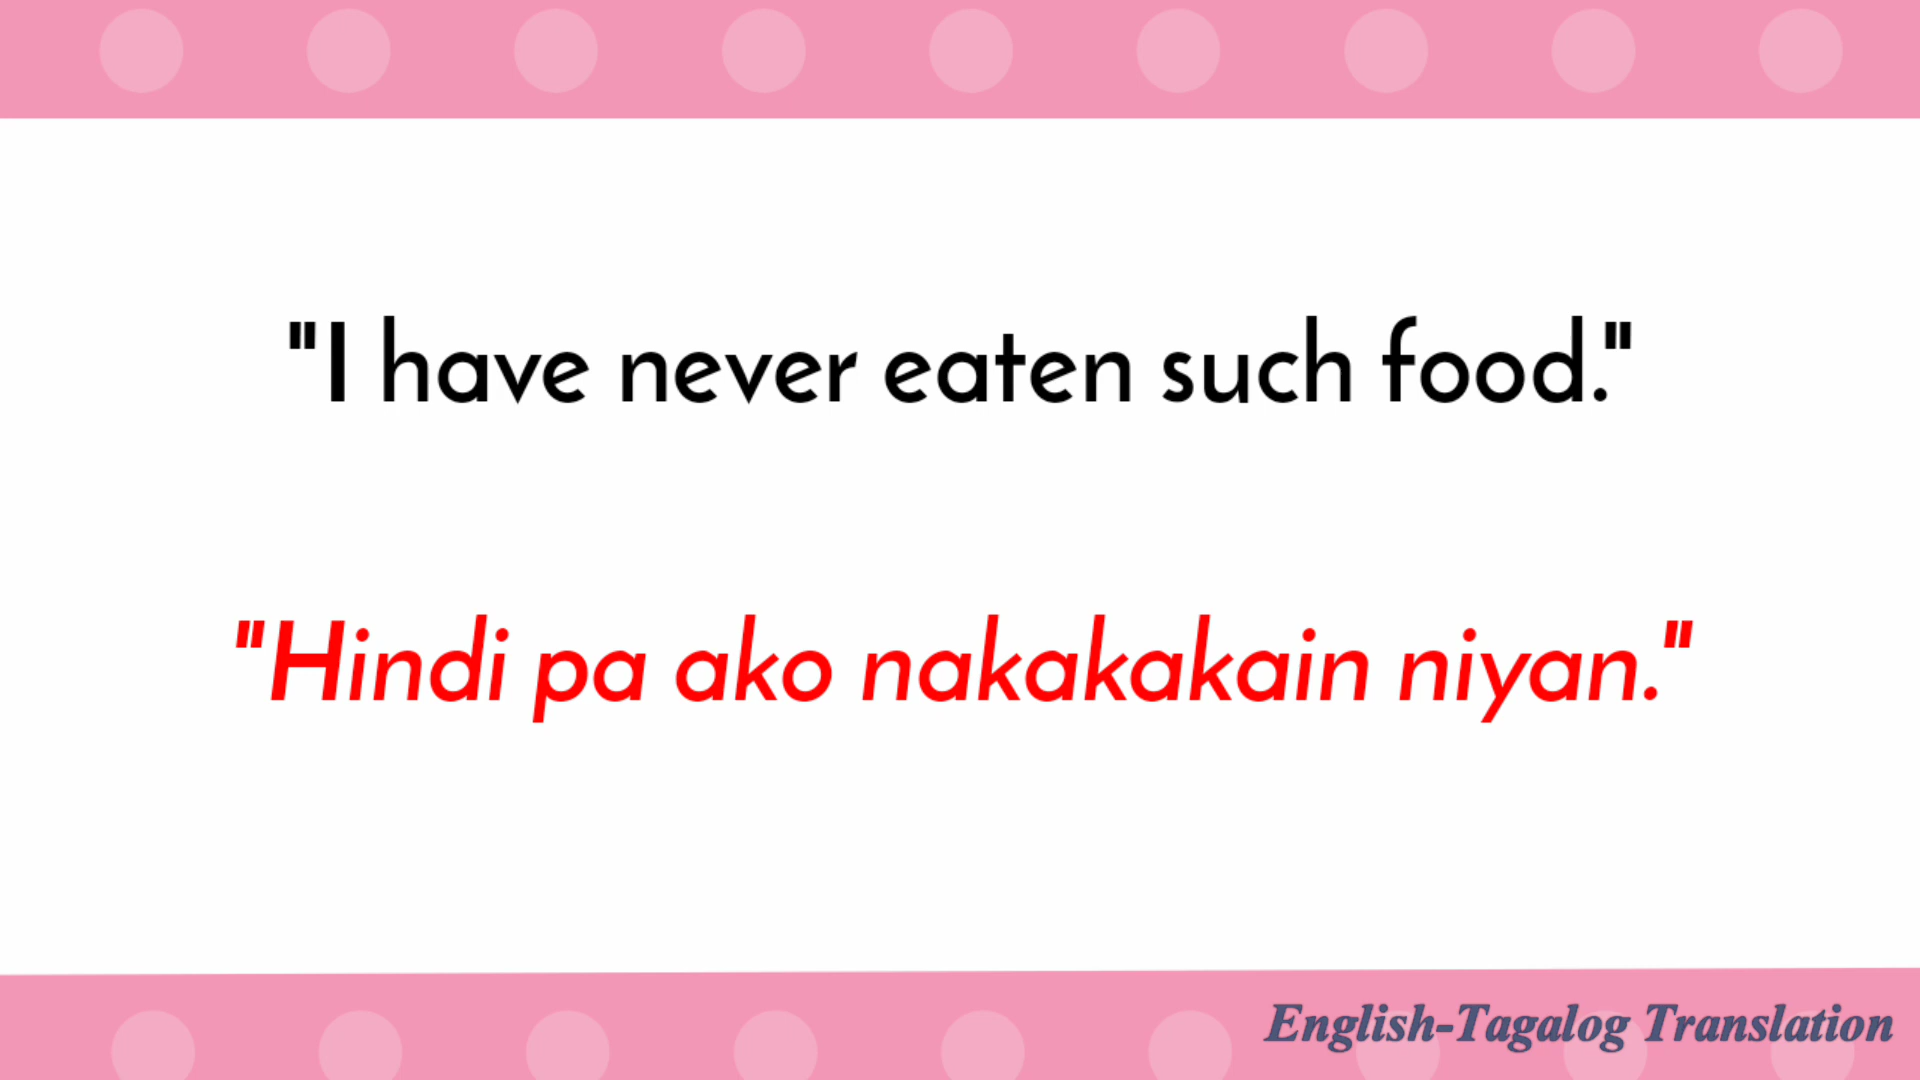 "I have never eaten such food."
"Hindi pa ako nakakakain niyan."
English-Tagalog Translation